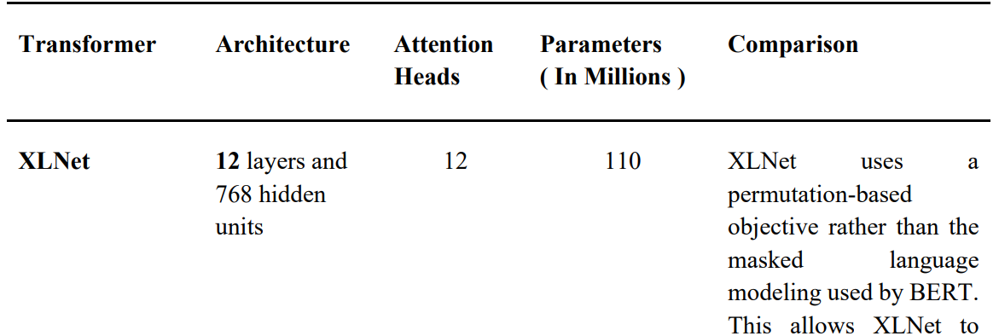 Transformer Architecture Attention Heads Parameters ( In Millions ) Comparison
XLNet 12 layers and 768 hidden units 12 110 XLNet uses a
permutation-based
objective rather than the
masked language
modeling used by BERT.
This allows XLNet to